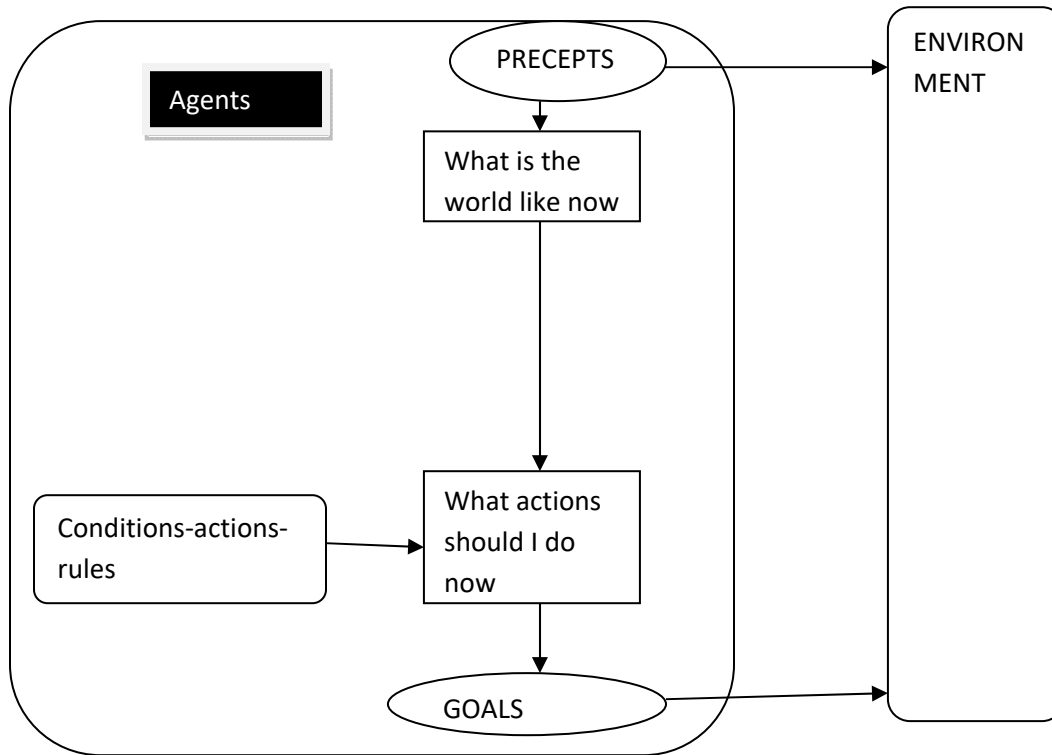 PRECEPTS
ENVIRON
MENT
Agents
What is the
world like now
Conditions-actions-
rules
What actions
should I do
now
GOALS